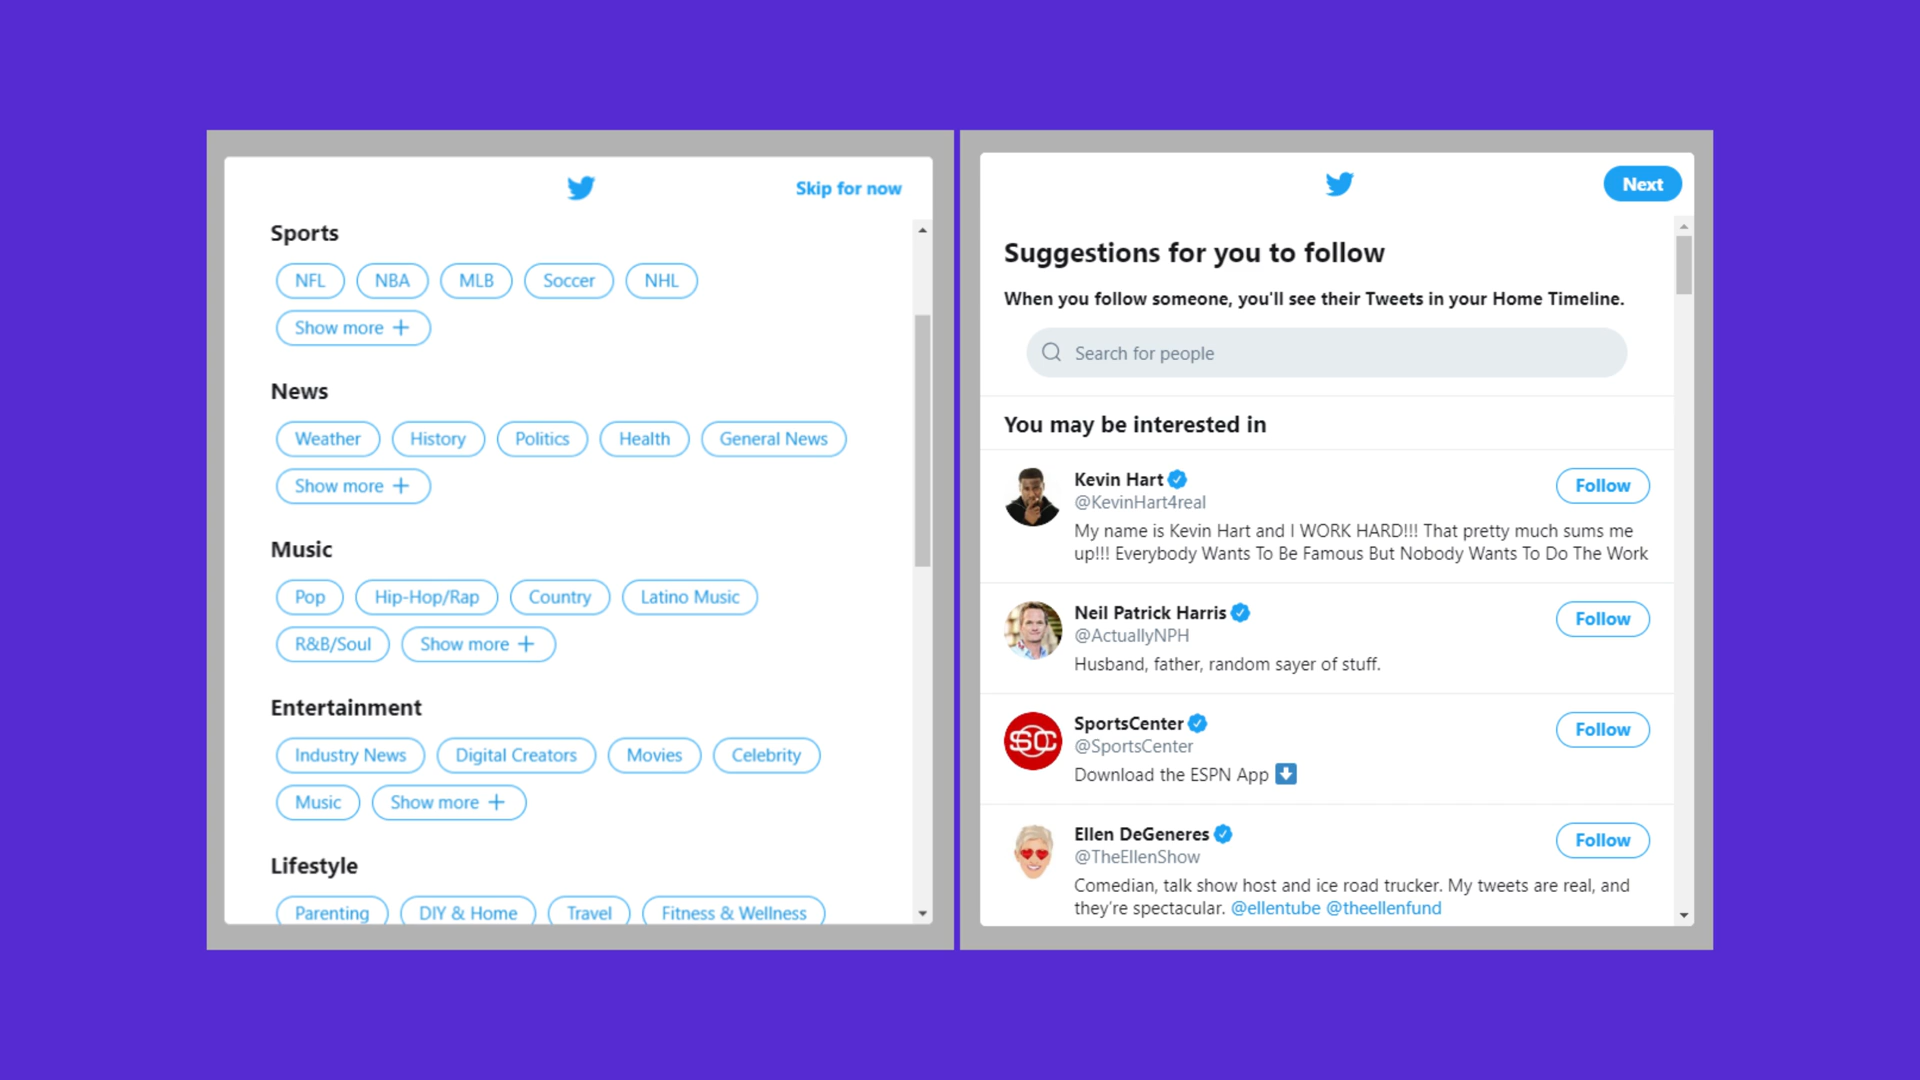 Skip for now
Sports
NFL NBA MLB Soccer NHL
Show more +
News
Weather History Politics Health General News
Show more +
Music
Pop Hip-Hop/Rap Country Latino Music
R&B/Soul Show more +
Entertainment
Industry News Digital Creators Movies Celebrity
Music Show more +
Lifestyle
Parenting DIY & Home Travel Fitness & Wellness
Next
Suggestions for you to follow
When you follow someone, you'll see their Tweets in your Home Timeline.
Search for people
You may be interested in
Kevin Hart
Follow
@KevinHart4real
My name is Kevin Hart and I WORK HARD!!! That pretty much sums me
up!!! Everybody Wants To Be Famous But Nobody Wants To Do The Work
Neil Patrick Harris
Follow
@ActuallyNPH
Husband, father, random sayer of stuff.
SC
SportsCenter
Follow
@SportsCenter
Download the ESPN App ⬇
Ellen DeGeneres
Follow
@TheEllenShow
Comedian, talk show host and ice road trucker. My tweets are real, and
they’re spectacular. @ellentube @theellenfund